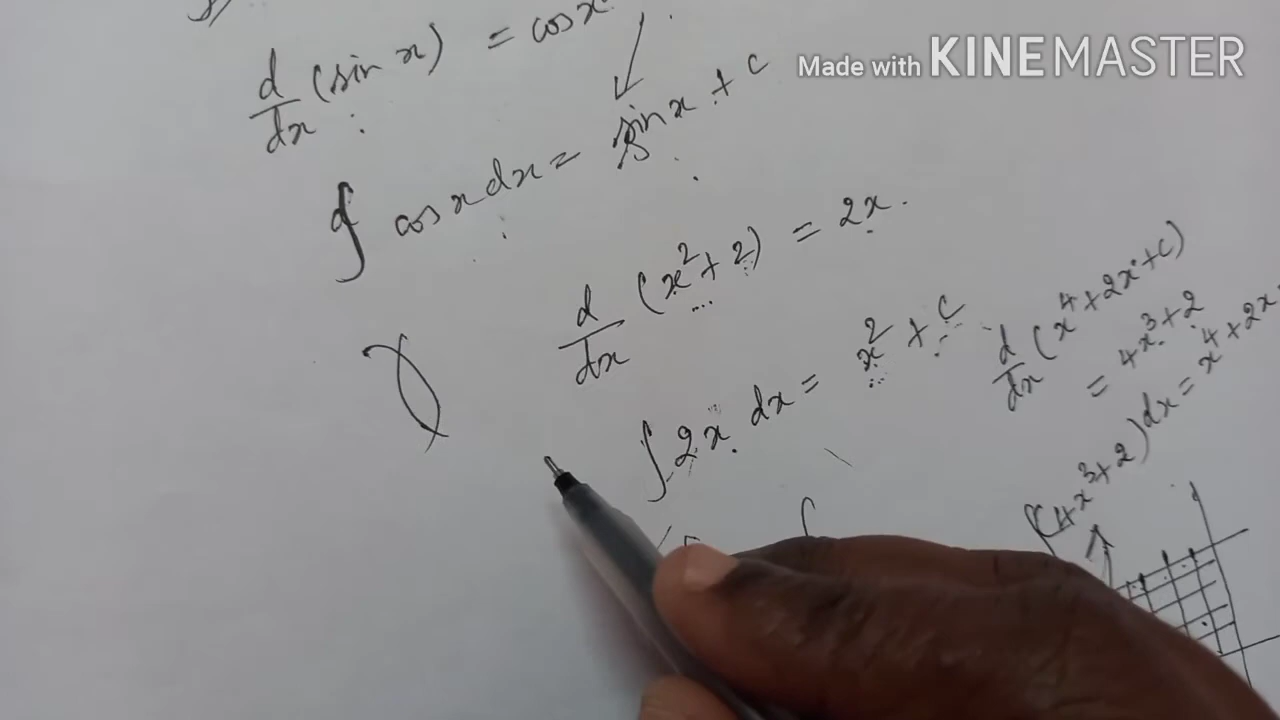 Made with KINEMASTER
d/dx (sin x) = cos x
∫ cos x dx = sin x + c
d/dx (x² + 2) = 2x.
∫ 2x dx = x² + c
d/dx (x⁴ + 2x + c)
= 4x³ + 2
∫(4x³ + 2) dx = x⁴ + 2x